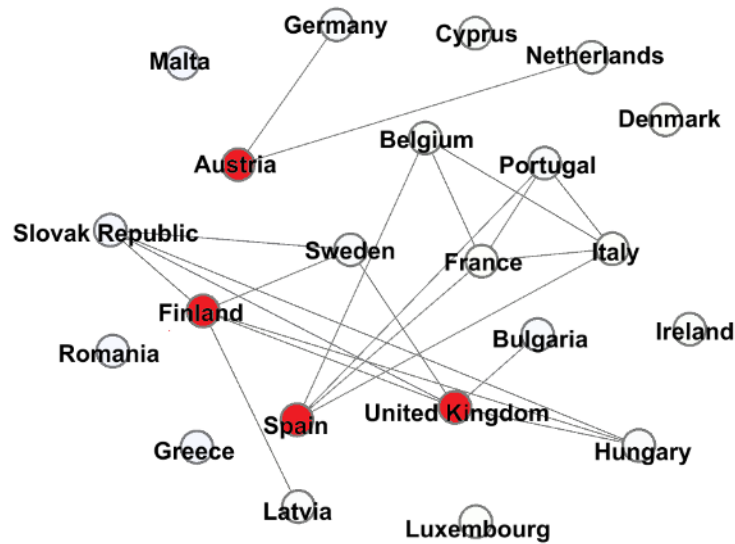 Germany
Cyprus
Netherlands
Malta
Denmark
Belgium
Portugal
Austria
Slovak Republic
Sweden
France
Italy
Finland
Bulgaria
Ireland
Romania
Spain
United Kingdom
Greece
Hungary
Latvia
Luxembourg